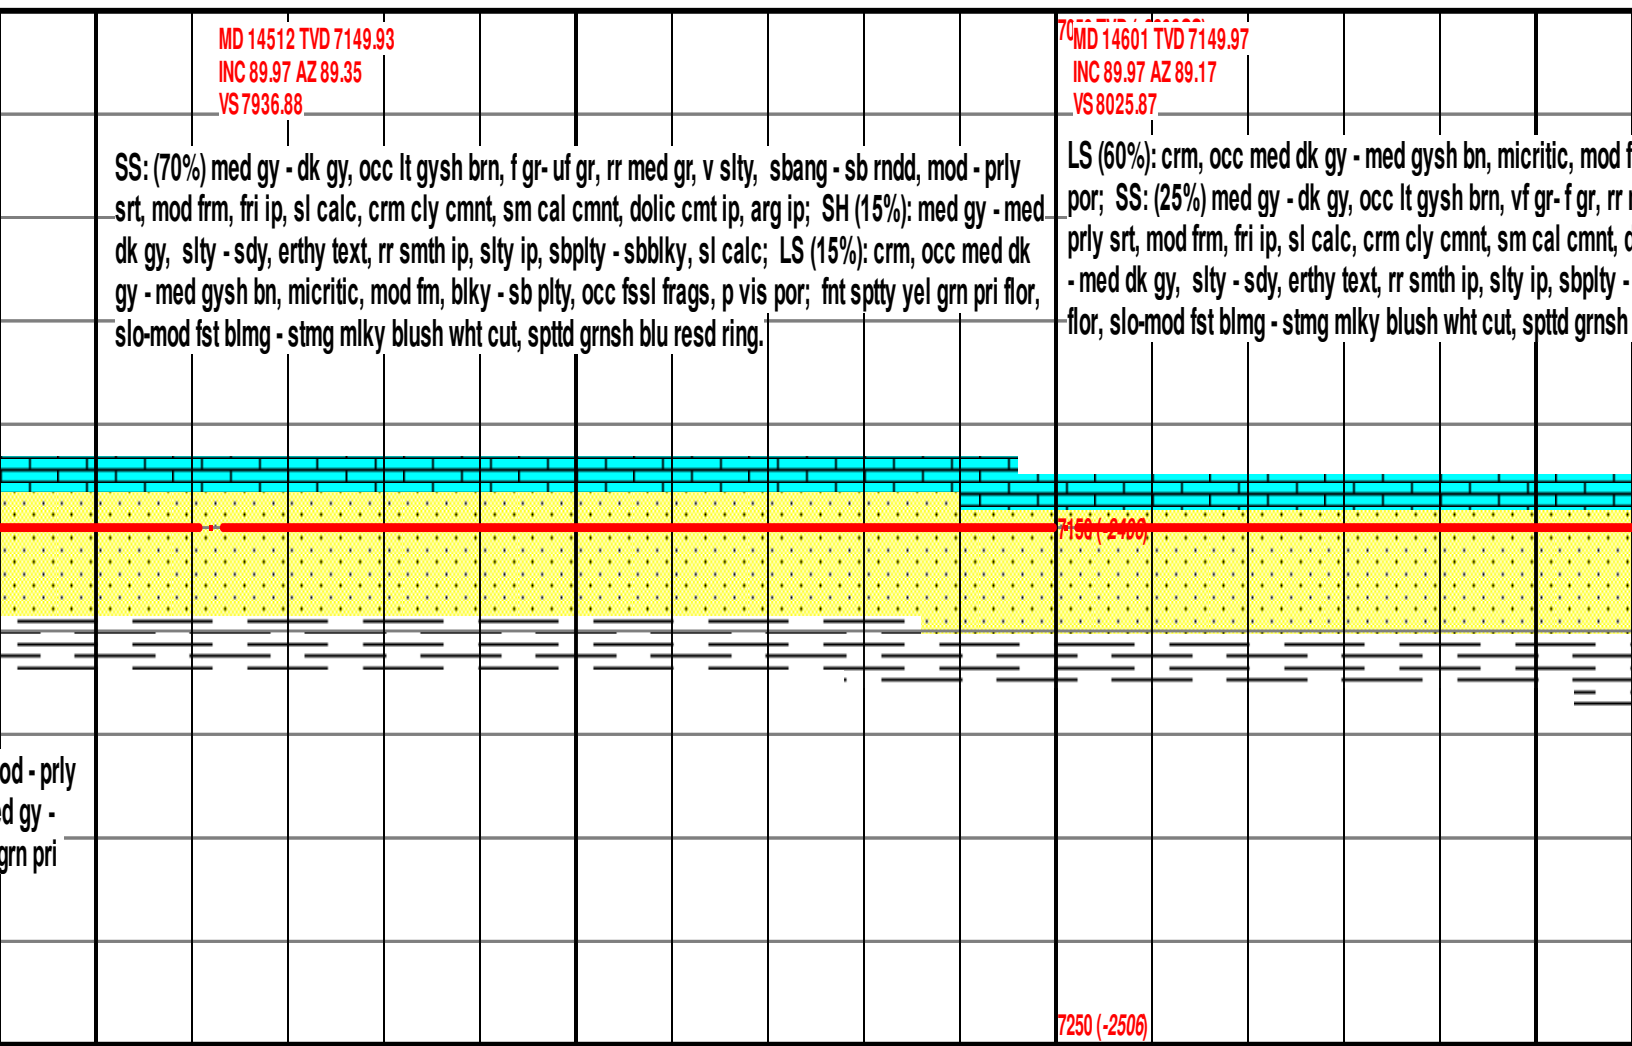 MD 14512 TVD 7149.93
INC 89.97 AZ 89.35
VS 7936.88
MD 14601 TVD 7149.97
INC 89.97 AZ 89.17
VS 8025.87
SS: (70%) med gy - dk gy, occ lt gysh brn, f gr- uf gr, rr med gr, v slty, sbang - sb rndd, mod - prly
srt, mod frm, fri ip, sl calc, crm cly cmnt, sm cal cmnt, dolic cmt ip, arg ip; SH (15%): med gy - med
dk gy, slty - sdy, erthy text, rr smth ip, slty ip, sbplty - sbblky, sl calc; LS (15%): crm, occ med dk
gy - med gysh bn, micritic, mod fm, blky - sb plty, occ fssl frags, p vis por; fnt sptty yel grn pri flor,
slo-mod fst blmg - stmg mlky blush wht cut, spttd grnsh blu resd ring.
LS (60%): crm, occ med dk gy - med gysh bn, micritic, mod f
por; SS: (25%) med gy - dk gy, occ lt gysh brn, vf gr- f gr, rr
prly srt, mod frm, fri ip, sl calc, crm cly cmnt, sm cal cmnt,
- med dk gy, slty - sdy, erthy text, rr smth ip, slty ip, sbplty -
flor, slo-mod fst blmg - stmg mlky blush wht cut, spttd grnsh
7150 (-2406)
od - prly
ed gy -
grn pri
7250 (-2506)